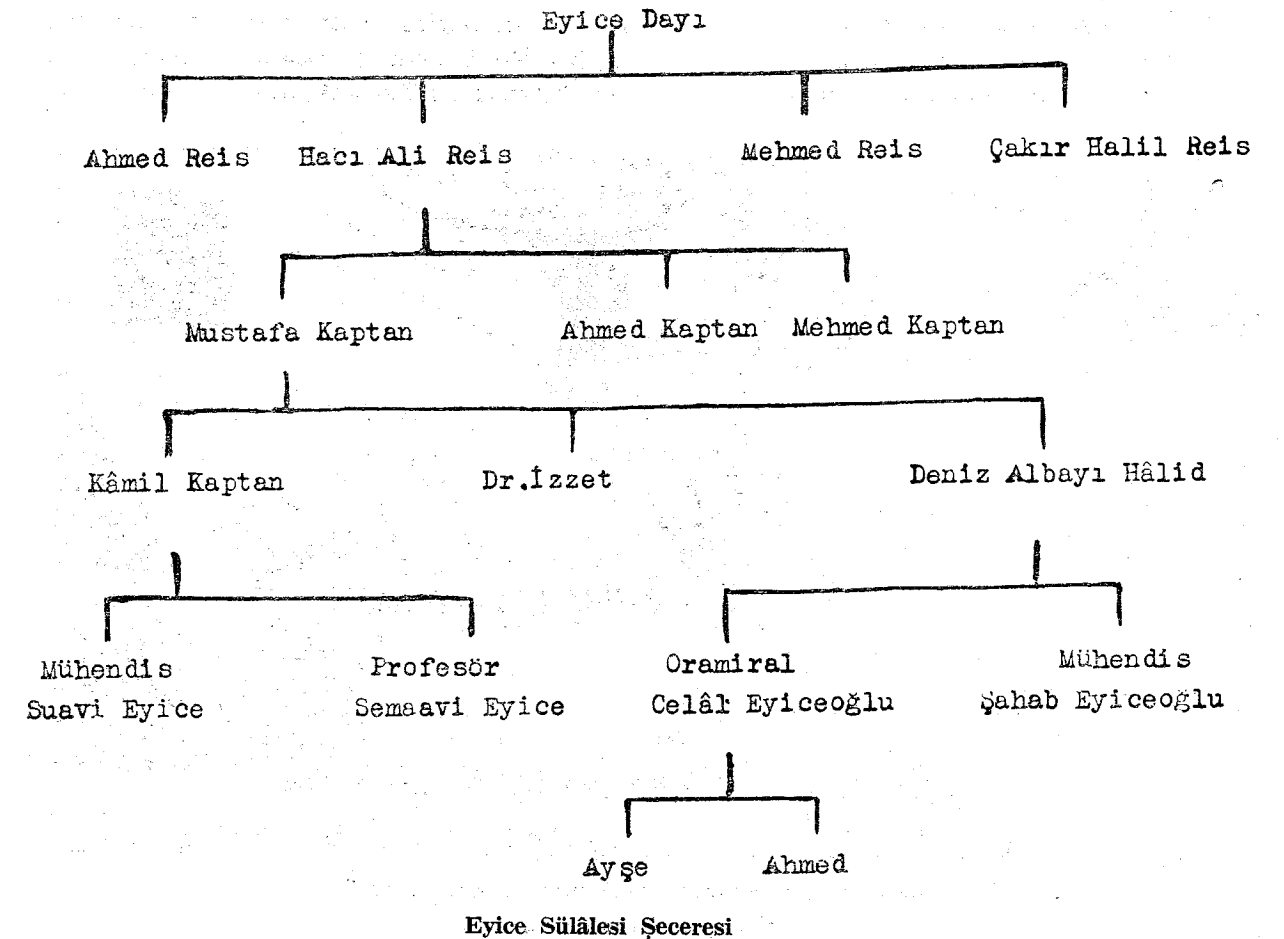 Eyice Dayı
Ahmed Reis Hacı Ali Reis Mehmed Reis Çakır Halil Reis
Mustafa Kaptan Ahmed Kaptan Mehmed Kaptan
Kâmil Kaptan Dr.İzzet Deniz Albayı Hâlid
Mühendis
Suavi Eyice
Profesör
Semaavi Eyice
Oramiral
Celâl Eyiceoğlu
Mühendis
Şahab Eyiceoğlu
Ayşe Ahmed
Eyice Sülâlesi Şeceresi